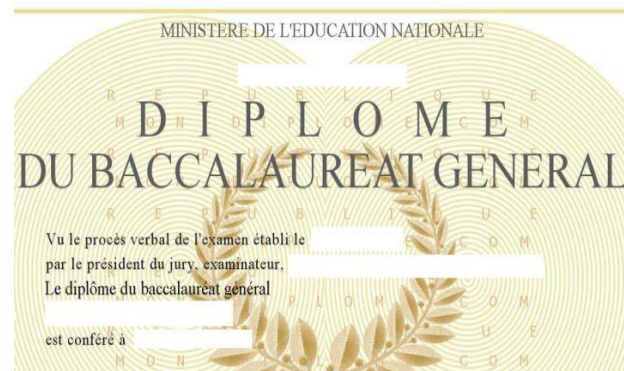 MINISTERE DE L'EDUCATION NATIONALE
R E P U B L I Q U E
DIPLOME
M O N D I P L O M E C O M
DU BACCALAUREAT GENERAL
R E P U B L I U E
Vu le procès verbal de l'examen établi le
E C O M
par le président du jury, examinateur,
Le diplôme du baccalauréat général
P L O M C O M
U E
est conféré à
M O N P L C O M